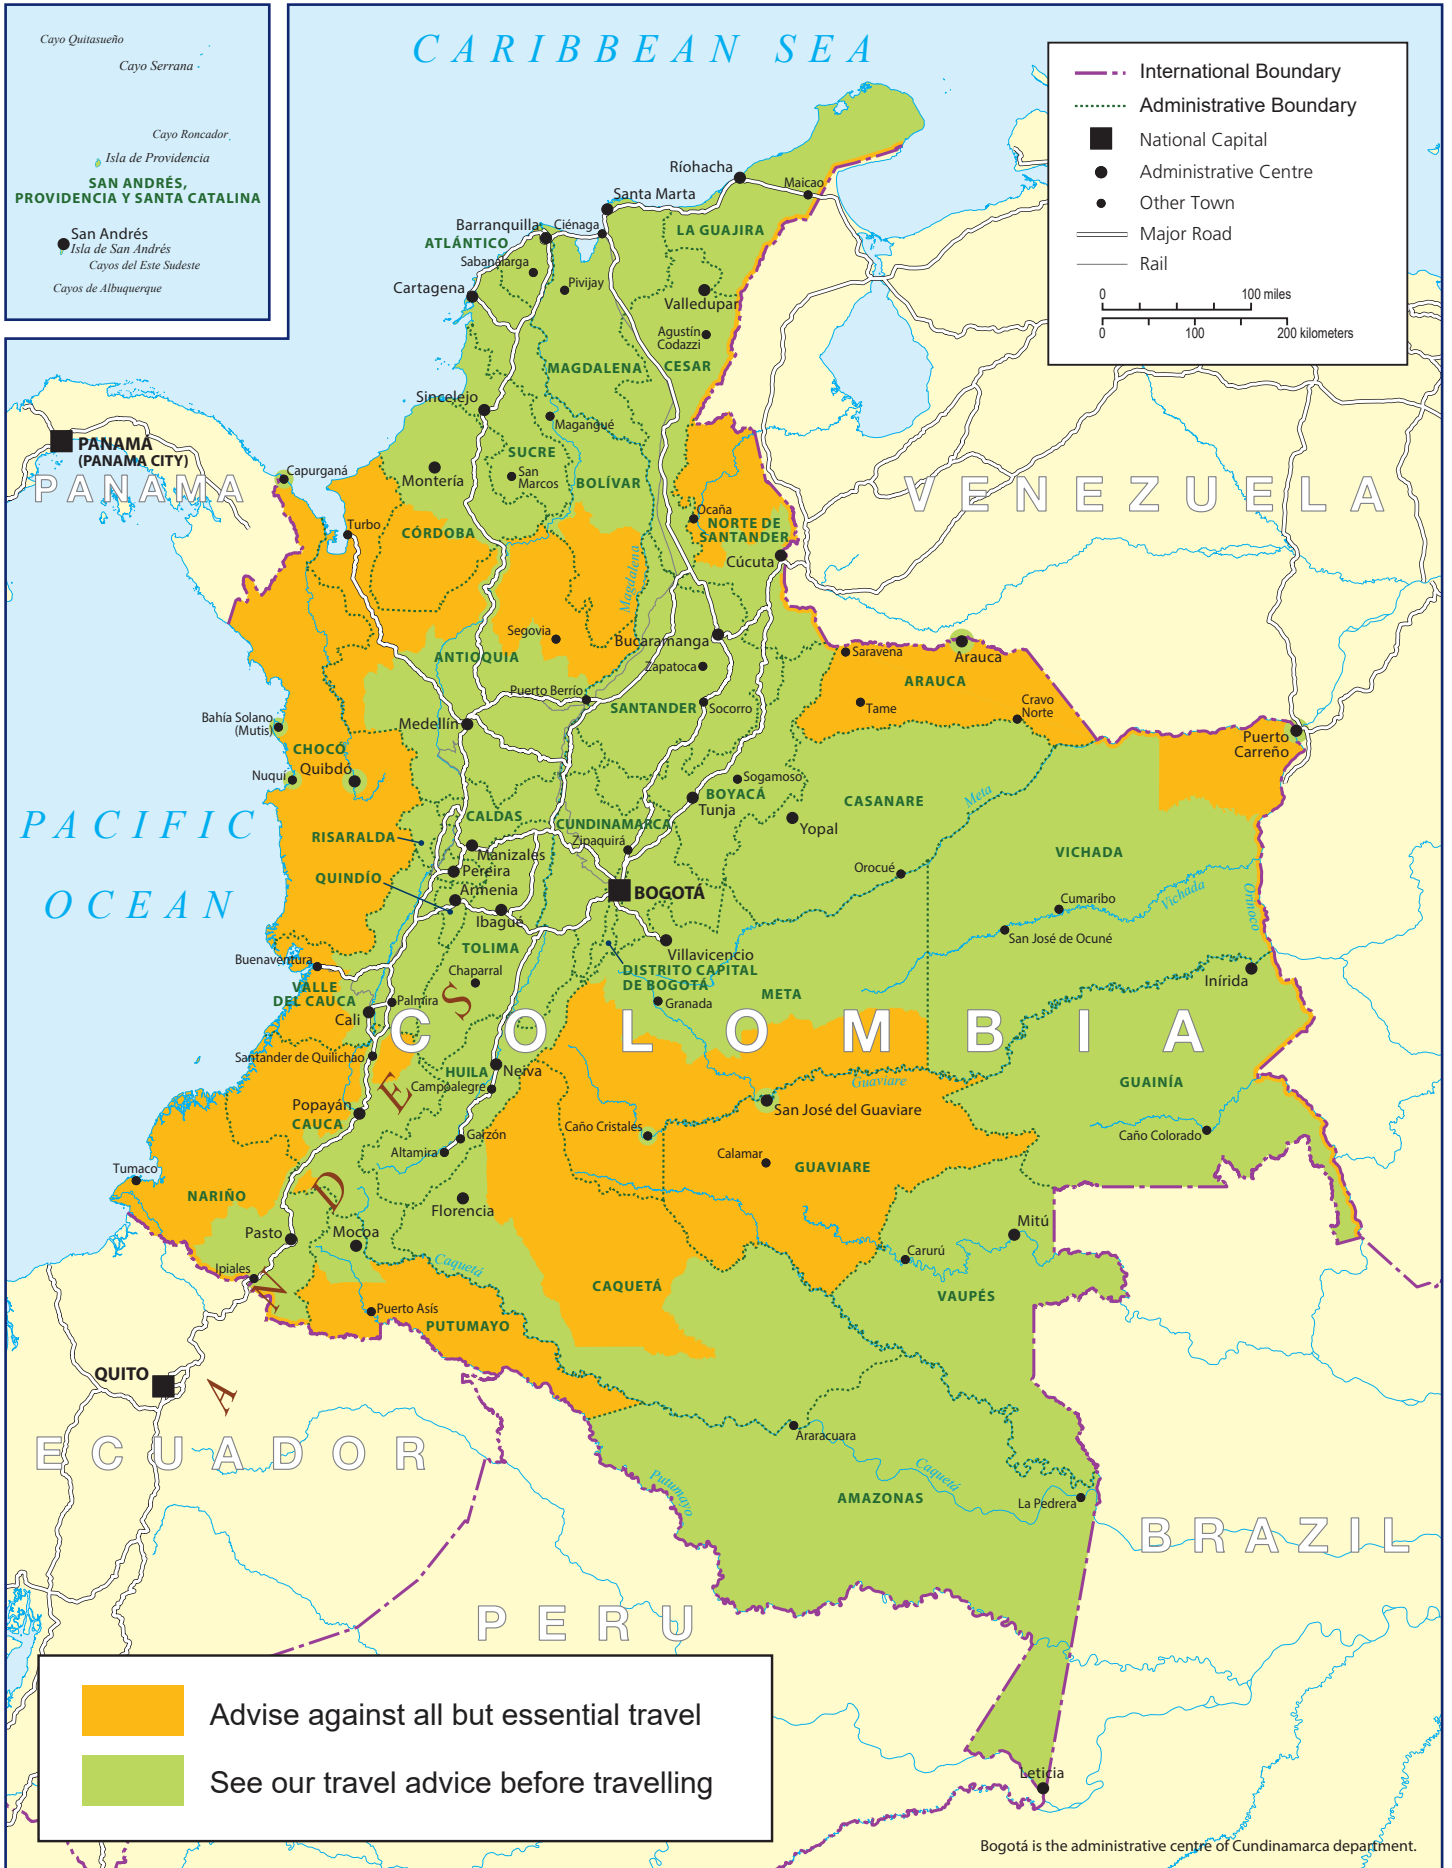 Cayo Quitasueño
Cayo Serrana
Cayo Roncador
Isla de Providencia
SAN ANDRÉS,
PROVIDENCIA Y SANTA CATALINA
San Andrés
Isla de San Andrés
Cayos del Este Sudeste
Cayos de Albuquerque
CARIBBEAN SEA
International Boundary
Administrative Boundary
National Capital
Administrative Centre
Other Town
Major Road
Rail
0
100 miles
0
100
200 kilometers
Ríohacha
Maicao
Santa Marta
Barranquilla
Ciénaga
ATLÁNTICO
LA GUAJIRA
Sabanalarga
Pivijay
Cartagena
Valledupar
Agustín
Codazzi
MAGDALENA
CESAR
Sincelejo
Magangué
PANAMÁ
(PANAMA CITY)
PANAMA
SUCRE
Capurganá
Montería
San
Marcos
BOLÍVAR
VENEZUELA
Ocaña
Turbo
CÓRDOBA
NORTE DE
SANTANDER
Cúcuta
Magdalena
Segovia
Bucaramanga
ANTIOQUIA
Zapatoca
Saravena
Arauca
ARAUCA
Puerto Berrío
SANTANDER
Socorro
Tame
Cravo
Norte
Bahía Solano
(Mutis)
Medellín
Puerto
Carreño
CHOCÓ
Nuquí
Quibdó
Sogamoso
BOYACÁ
Tunja
CASANARE
Meta
PACIFIC
OCEAN
CALDAS
CUNDINAMARCA
Yopal
RISARALDA
Zipaquirá
Manizales
VICHADA
Pereira
Orocué
QUINDÍO
Armenia
BOGOTÁ
Cumaribo
Vichada
Orinoco
Ibagué
San José de Ocuné
TOLIMA
Villavicencio
Buenaventura
Chaparral
DISTRITO CAPITAL
DE BOGOTÁ
Inírida
VALLE
DEL CAUCA
Palmira
Granada
META
Cali
COLOMBIA
Santander de Quilichao
HUILA
Neiva
Campoalegre
Guaviare
GUAINÍA
Popayán
CAUCA
San José del Guaviare
Caño Cristales
Caño Colorado
Garzón
Altamira
Calamar
GUAVIARE
Tumaco
NARIÑO
Florencia
Mitú
Pasto
Mocoa
Carurú
Ipiales
Caquetá
CAQUETÁ
VAUPÉS
Puerto Asís
PUTUMAYO
QUITO
ANDES
ECUADOR
Araracuara
Putumayo
Caquetá
AMAZONAS
La Pedrera
BRAZIL
PERU
Advise against all but essential travel
See our travel advice before travelling
Leticia
Bogotá is the administrative centre of Cundinamarca department.